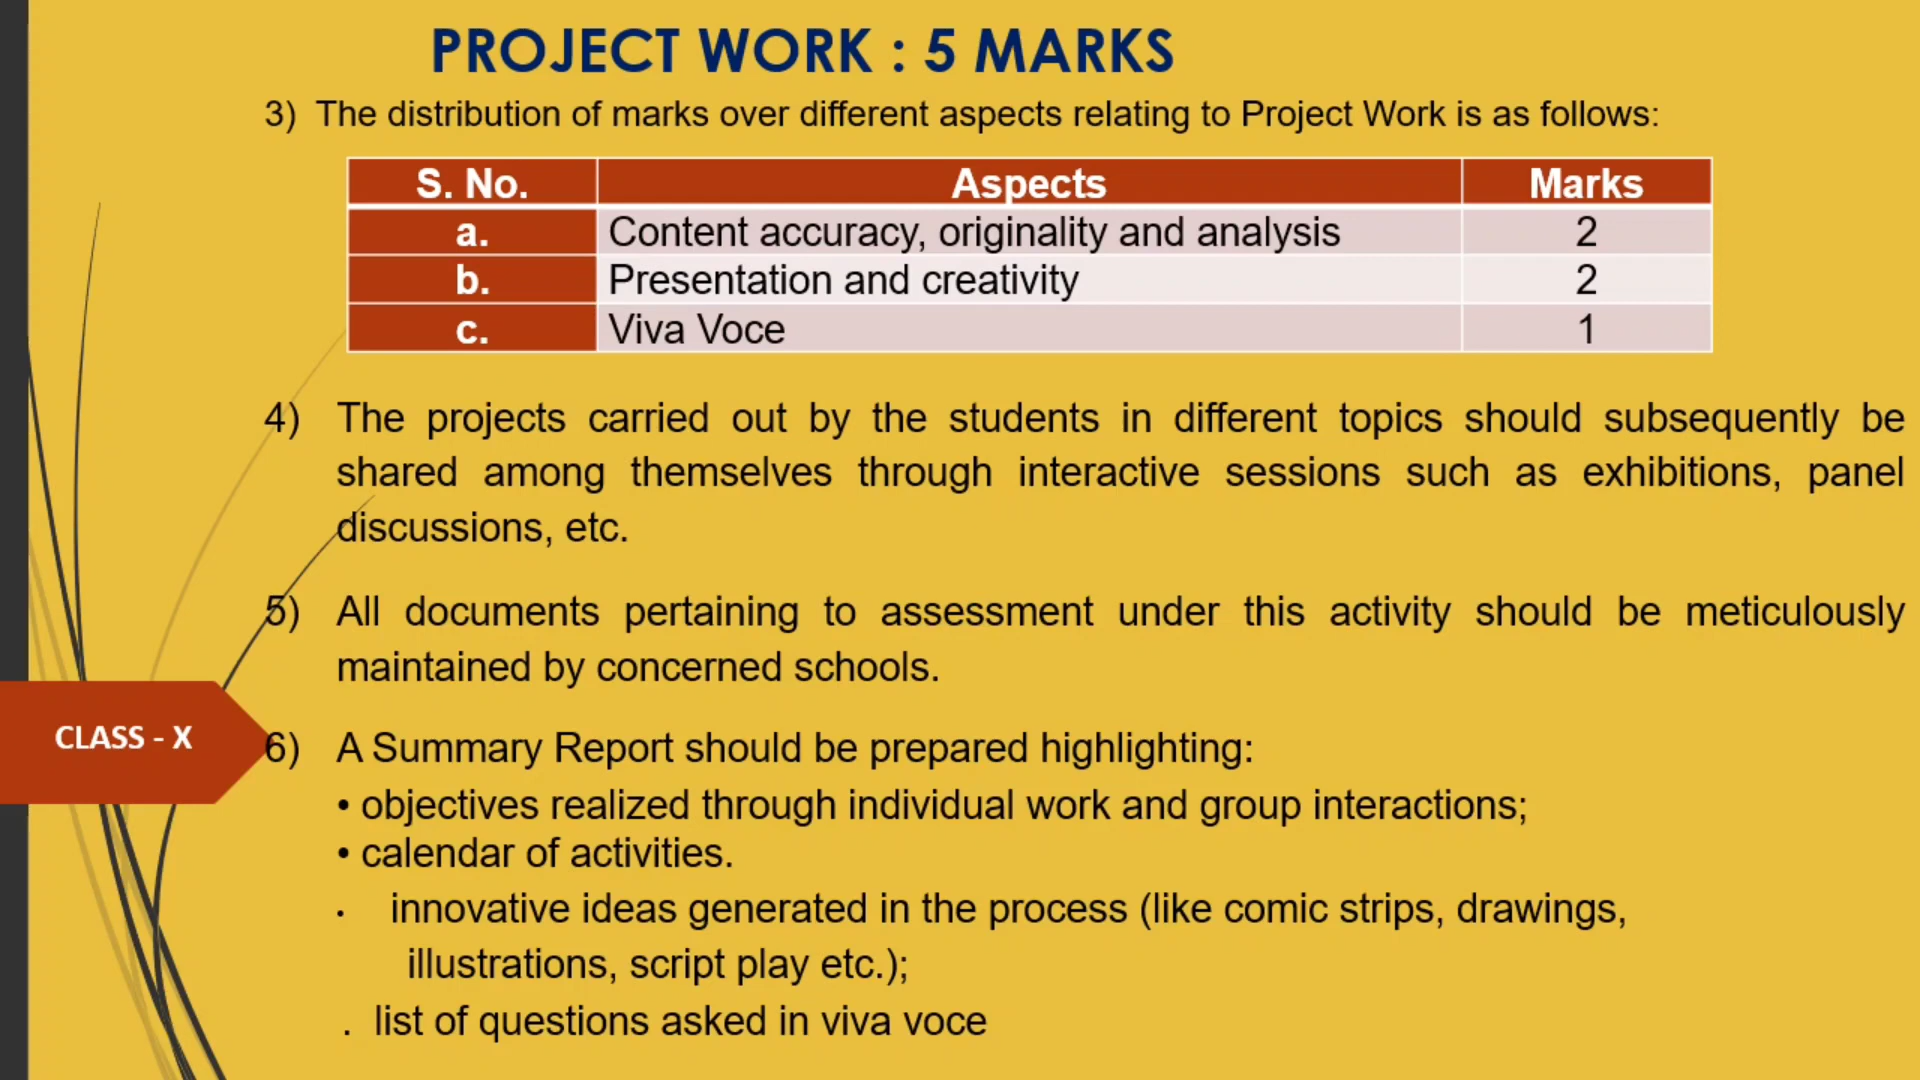 PROJECT WORK : 5 MARKS
3) The distribution of marks over different aspects relating to Project Work is as follows:
S. No. Aspects Marks
a. Content accuracy, originality and analysis 2
b. Presentation and creativity 2
c. Viva Voce 1
4) The projects carried out by the students in different topics should subsequently be
shared among themselves through interactive sessions such as exhibitions, panel
discussions, etc.
5) All documents pertaining to assessment under this activity should be meticulously
maintained by concerned schools.
CLASS - X
6) A Summary Report should be prepared highlighting:
• objectives realized through individual work and group interactions;
• calendar of activities.
• innovative ideas generated in the process (like comic strips, drawings,
illustrations, script play etc.);
. list of questions asked in viva voce